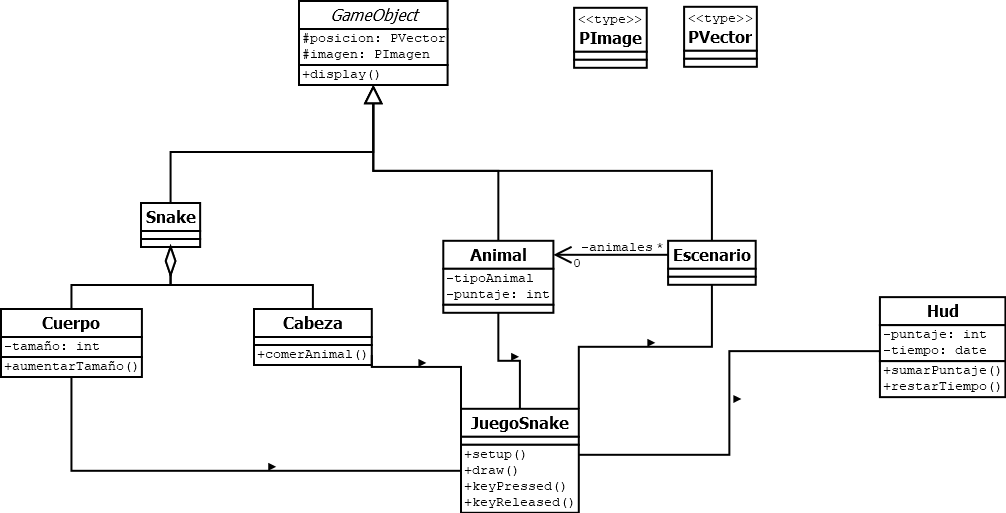 GameObject
#posicion: PVector
#imagen: PImagen
+display()
<<type>>
PImage
<<type>>
PVector
Snake
Animal
-tipoAnimal
-puntaje: int
-animales *
0
Escenario
Cuerpo
-tamaño: int
+aumentarTamaño()
Cabeza
+comerAnimal()
Hud
-puntaje: int
-tiempo: date
+sumarPuntaje()
+restarTiempo()
JuegoSnake
+setup()
+draw()
+keyPressed()
+keyReleased()